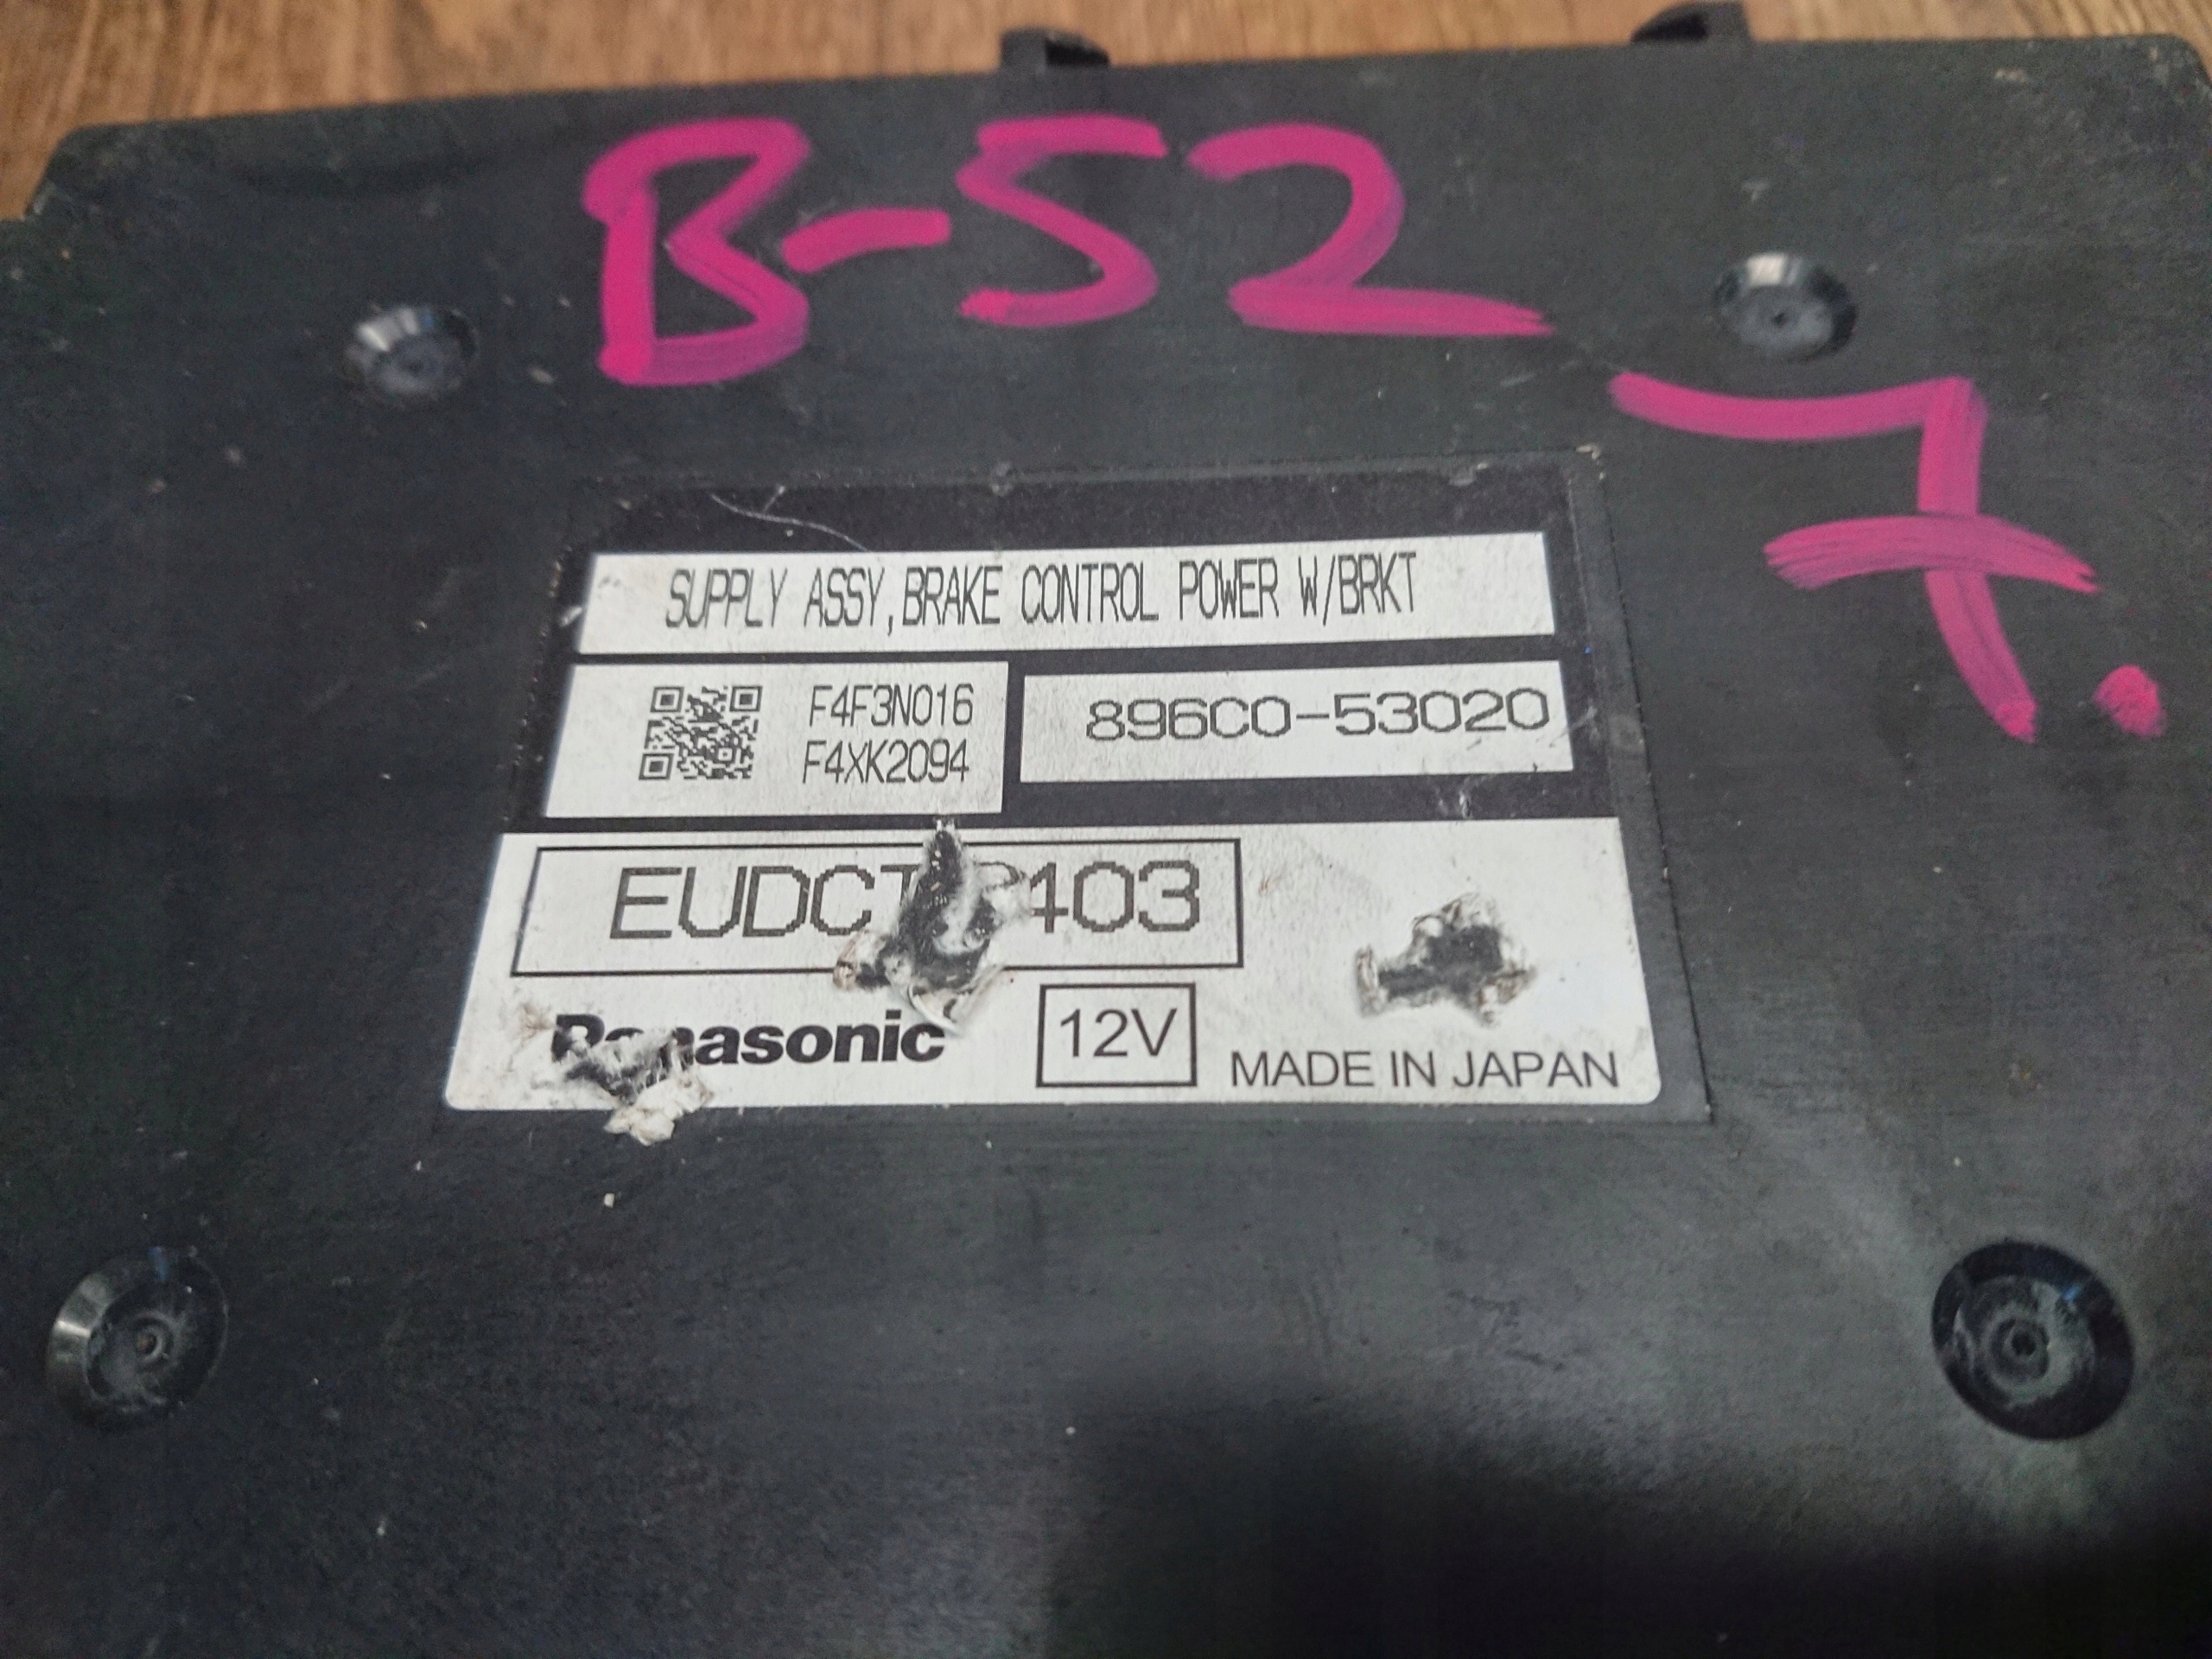 B-52
7.
SUPPLY ASSY,BRAKE CONTROL POWER W/BRKT
F4F3N016
F4XK2094
896C0-53020
Panasonic
12V
MADE IN JAPAN